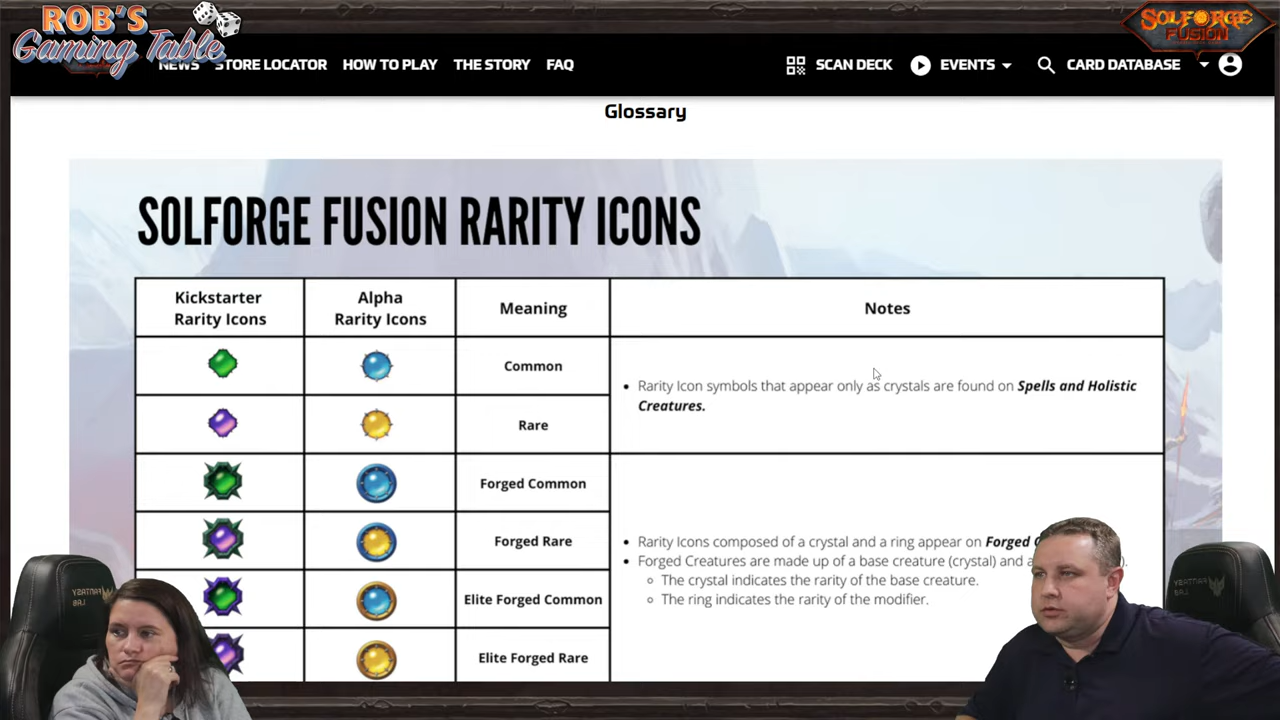 ROB'S
Gaming Table
SOLFORGE
FUSION
NEWS STORE LOCATOR HOW TO PLAY THE STORY FAQ SCAN DECK EVENTS CARD DATABASE
Glossary
SOLFORGE FUSION RARITY ICONS
Kickstarter
Rarity Icons
Alpha
Rarity Icons
Meaning
Notes
Common
Rarity Icon symbols that appear only as crystals are found on Spells and Holistic
Creatures.
Rare
Forged Common
Forged Rare
Rarity Icons composed of a crystal and a ring appear on Forged
Forged Creatures are made up of a base creature (crystal) and a
The crystal indicates the rarity of the base creature.
The ring indicates the rarity of the modifier.
Elite Forged Common
Elite Forged Rare
FANTASY
LAB
FANTASY
LAB